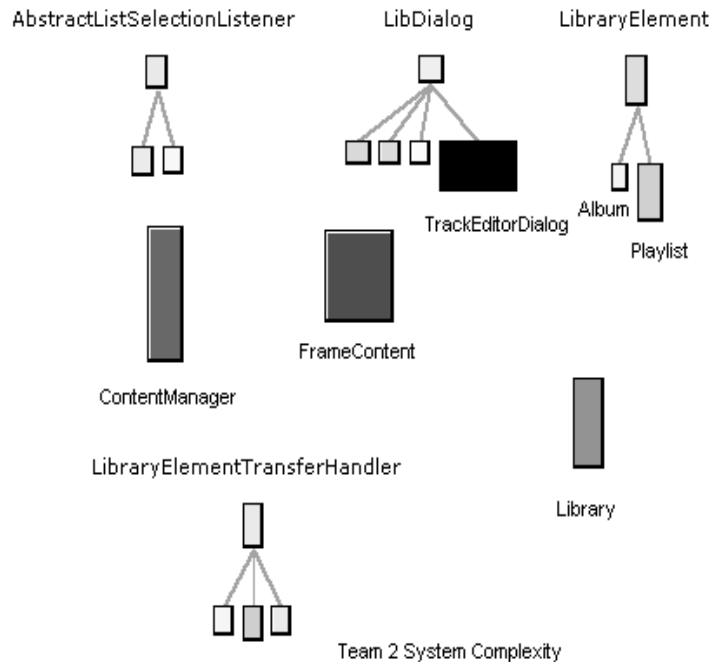 AbstractListSelectionListener
LibDialog
LibraryElement
Album
TrackEditorDialog
Playlist
FrameContent
ContentManager
LibraryElementTransferHandler
Library
Team 2 System Complexity